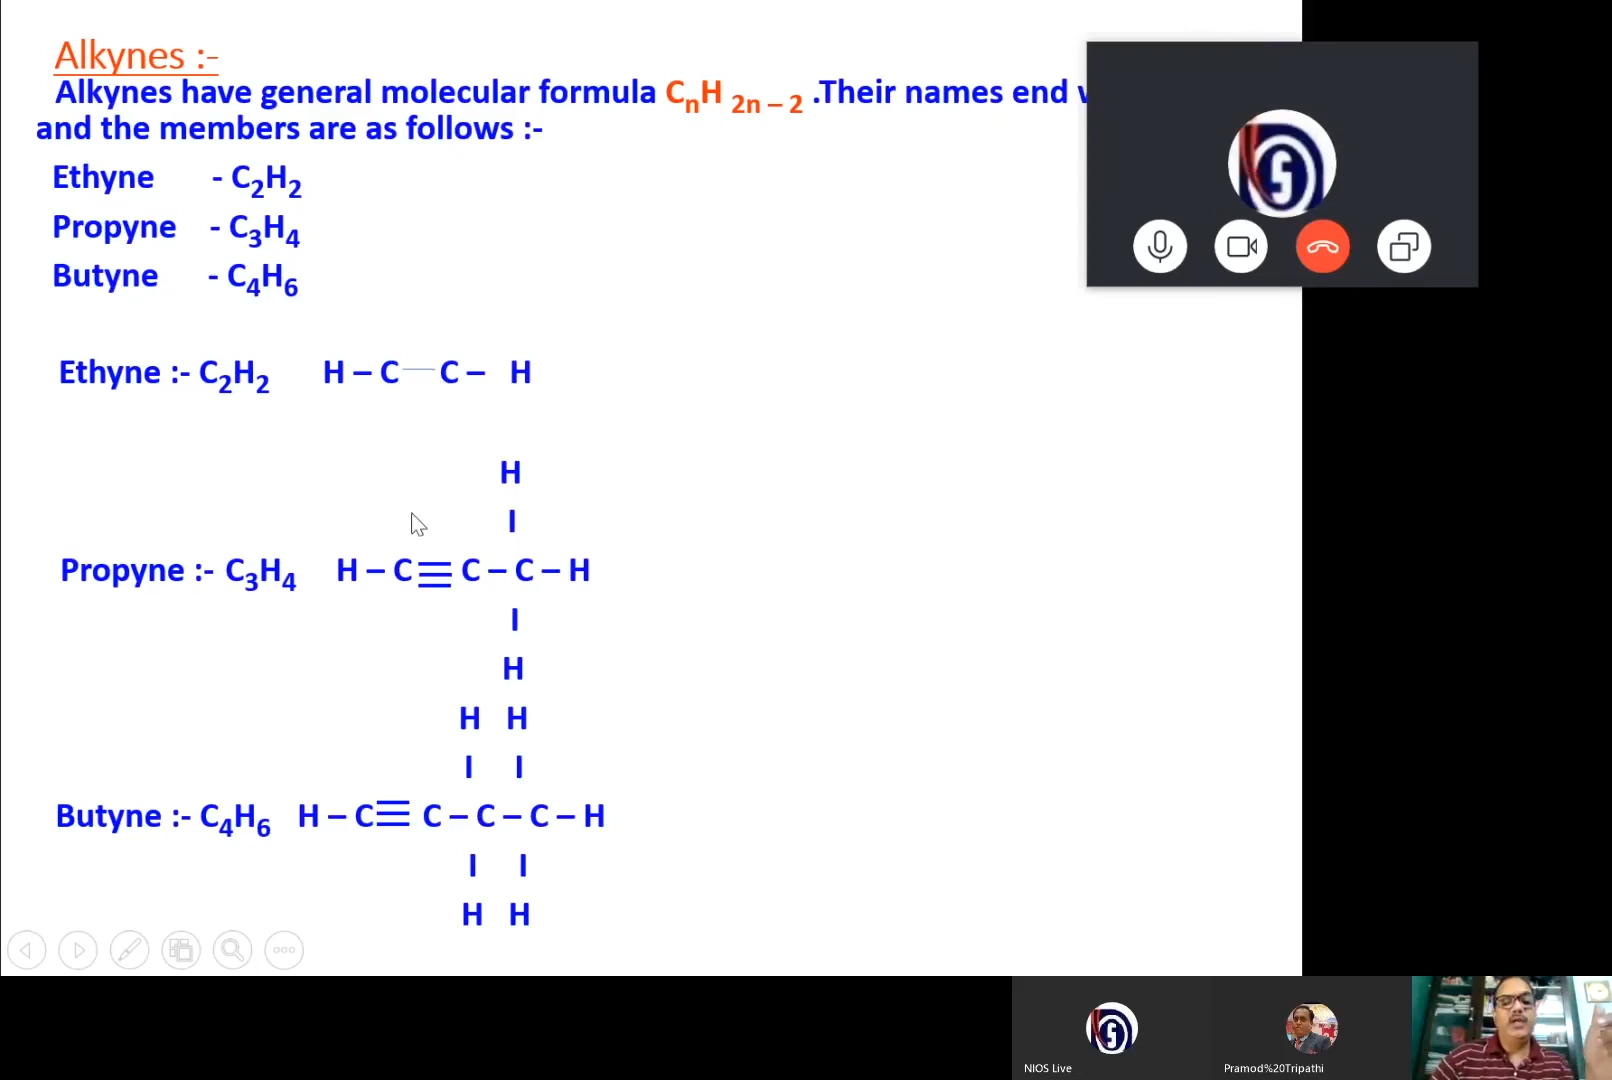 Alkynes :-
Alkynes have general molecular formula CnH 2n – 2 .Their names end
and the members are as follows :-
Ethyne - C2H2
Propyne - C3H4
Butyne - C4H6
Ethyne :- C2H2 H – C — C – H
H
I
Propyne :- C3H4 H – C ≡ C – C – H
I
H
H H
I I
Butyne :- C4H6 H – C ≡ C – C – C – H
I I
H H
NIOS Live
Pramod%20Tripathi